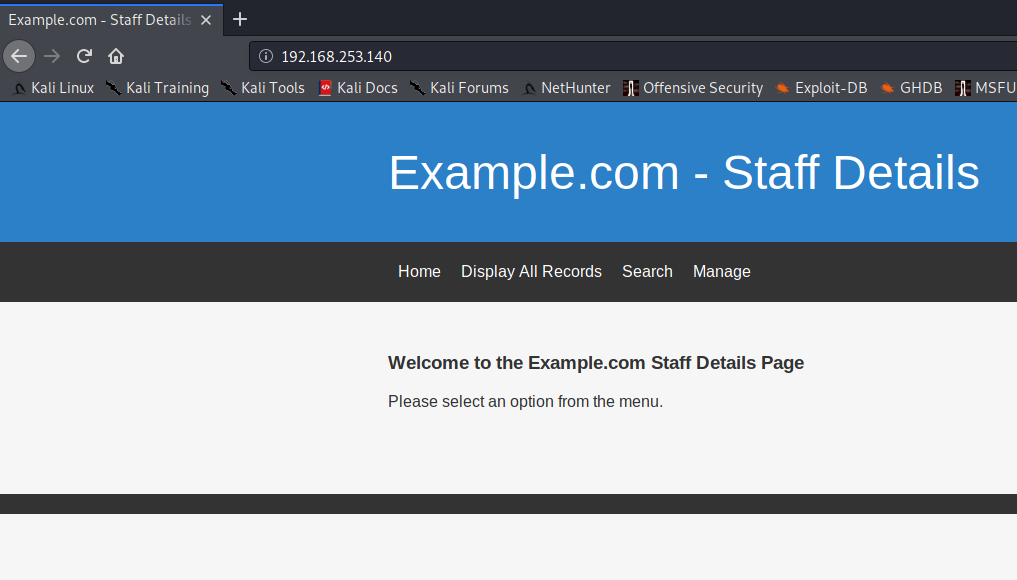 Example.com - Staff Details
192.168.253.140
Kali Linux Kali Training Kali Tools Kali Docs Kali Forums NetHunter Offensive Security Exploit-DB GHDB MSFU
Example.com - Staff Details
Home Display All Records Search Manage
Welcome to the Example.com Staff Details Page
Please select an option from the menu.